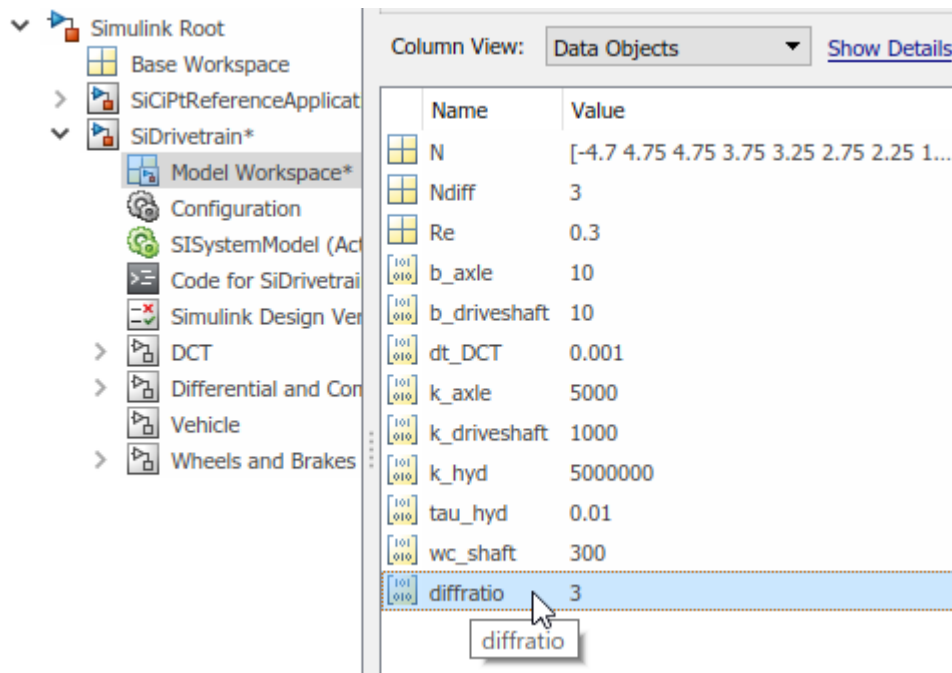 Simulink Root
Base Workspace
SiCiPtReferenceApplicat
SiDrivetrain*
Model Workspace*
Configuration
SISystemModel (Act
Code for SiDrivetrai
Simulink Design Ver
DCT
Differential and Con
Vehicle
Wheels and Brakes
Column View: Data Objects Show Details
Name Value
N [-4.7 4.75 4.75 3.75 3.25 2.75 2.25 1...
Ndiff 3
Re 0.3
b_axle 10
b_driveshaft 10
dt_DCT 0.001
k_axle 5000
k_driveshaft 1000
k_hyd 5000000
tau_hyd 0.01
wc_shaft 300
diffratio 3
diffratio